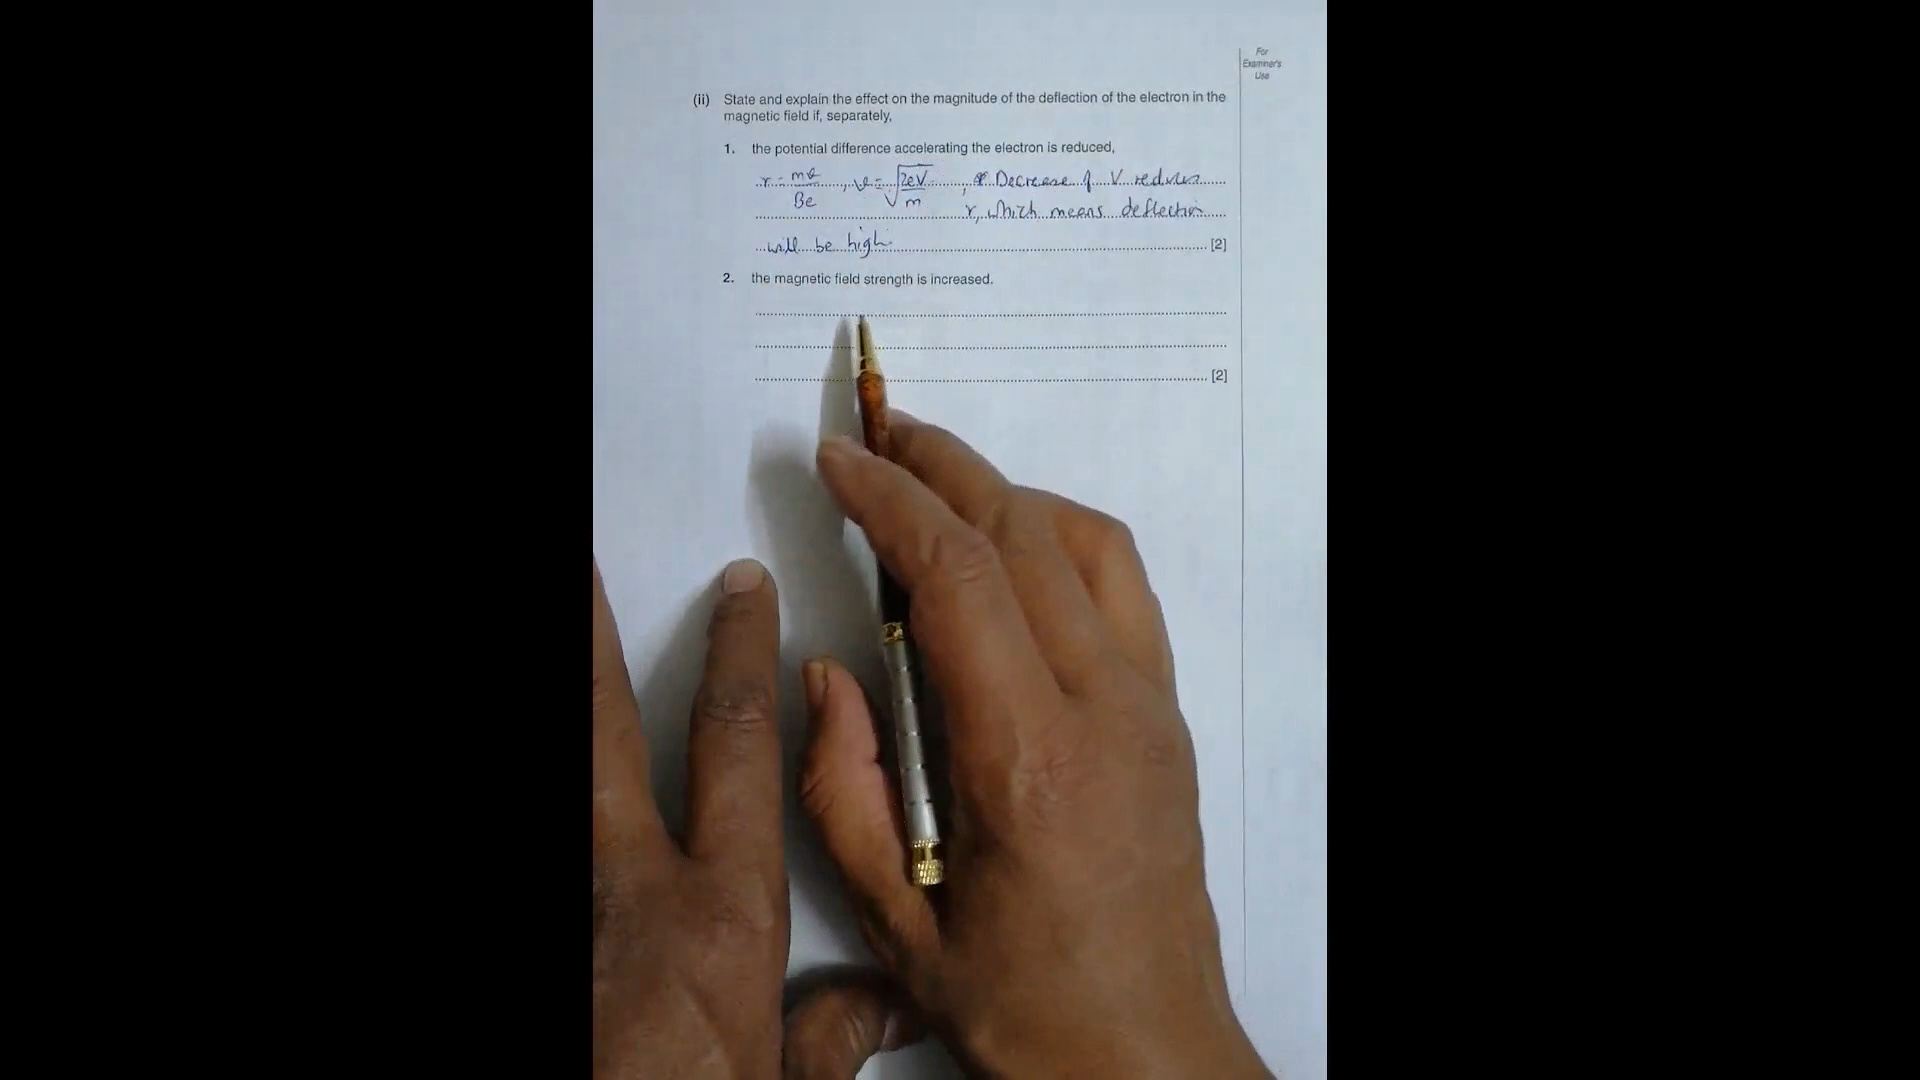 For
Examiner's
Use
(ii) State and explain the effect on the magnitude of the deflection of the electron in the
magnetic field if, separately,
1. the potential difference accelerating the electron is reduced,
r = mv/Be, v = √(2eV/m), Decrease of V reduces
r, which means deflection
will be high [2]
2. the magnetic field strength is increased.
[2]